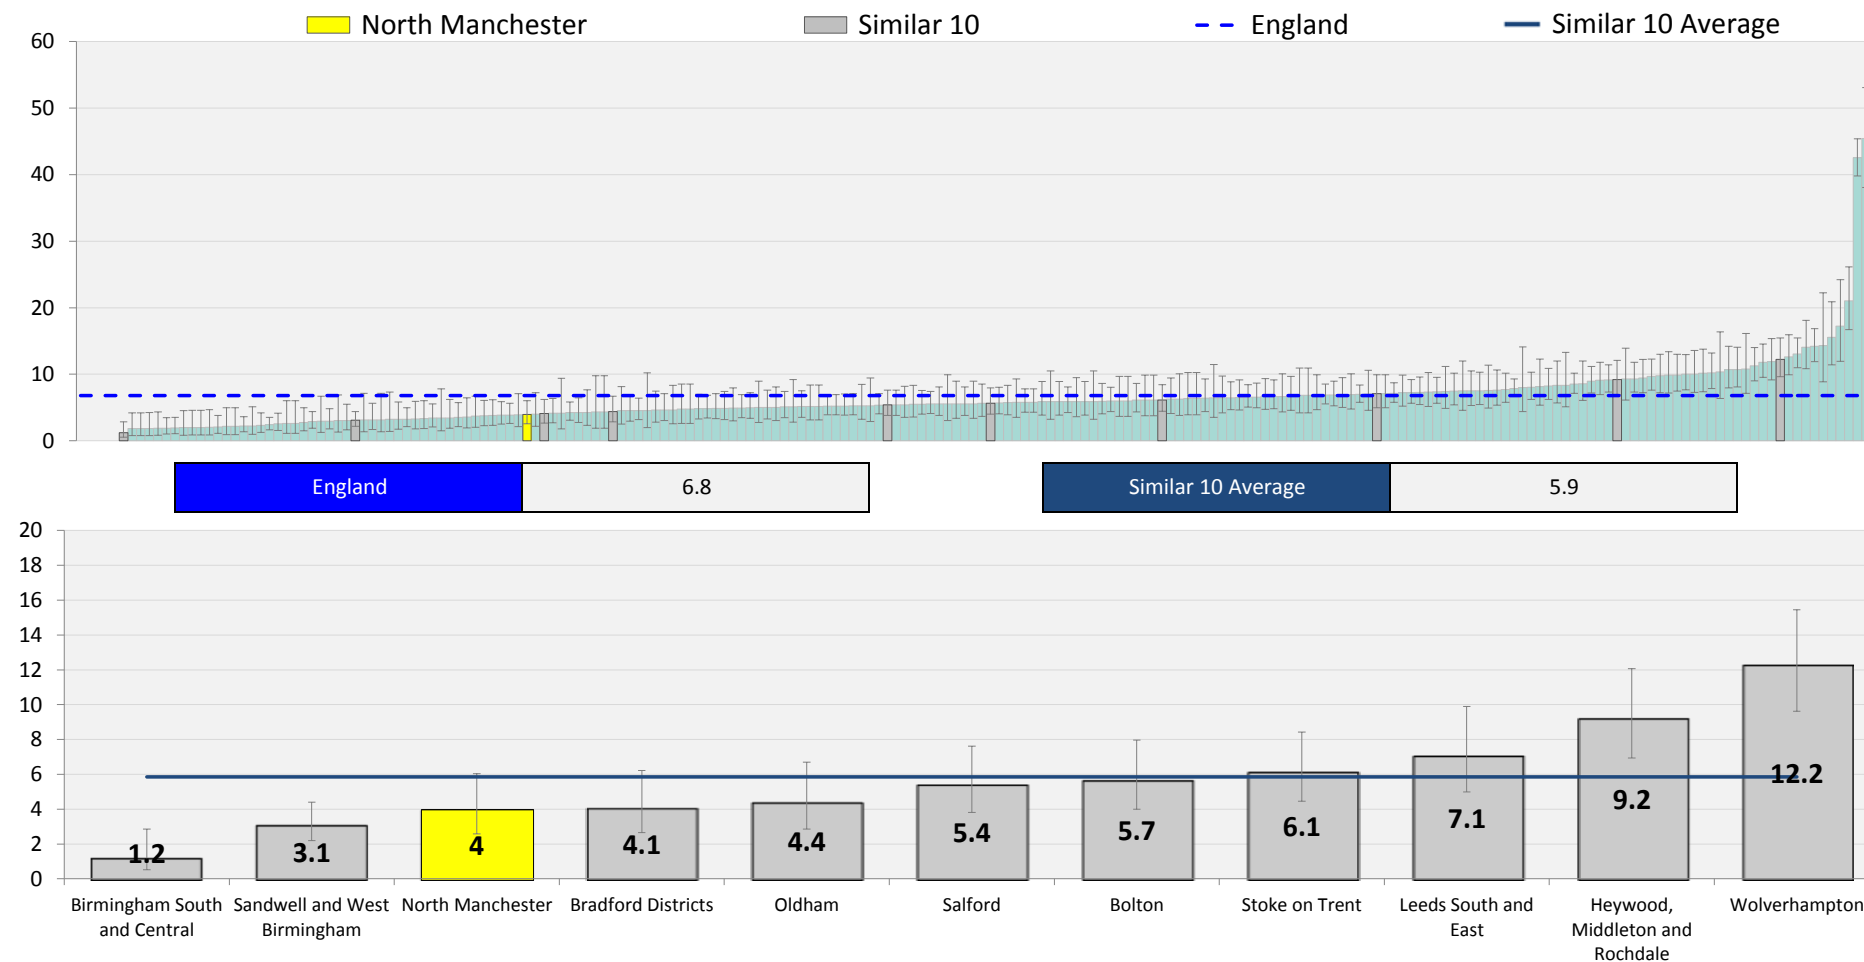 North Manchester Similar 10 England Similar 10 Average
60
50
40
30
20
10
0
England 6.8 Similar 10 Average 5.9
20
18
16
14
12
10
8
6
4
2
0
1.2 3.1 4 4.1 4.4 5.4 5.7 6.1 7.1 9.2 12.2
Birmingham South and Central
Sandwell and West Birmingham
North Manchester
Bradford Districts
Oldham
Salford
Bolton
Stoke on Trent
Leeds South and East
Heywood, Middleton and Rochdale
Wolverhampton